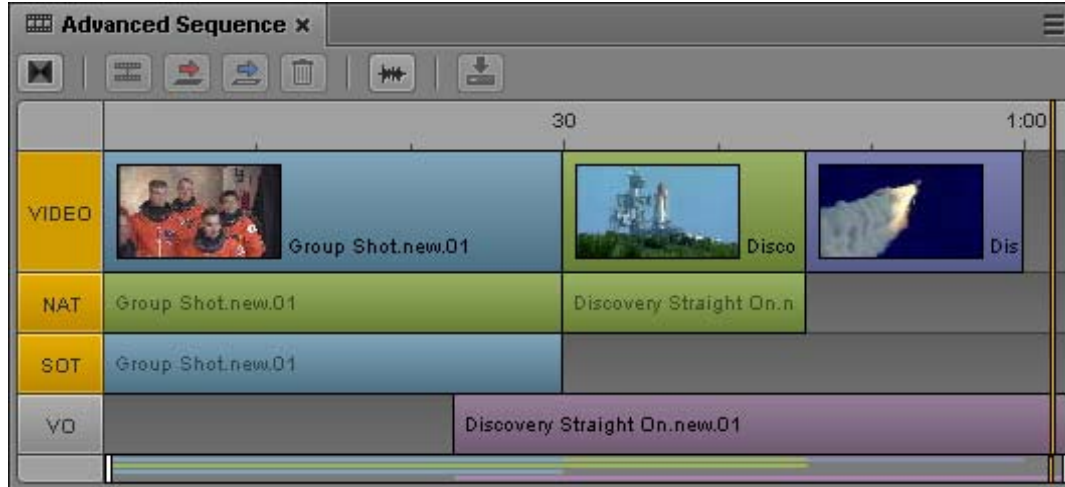 Advanced Sequence ×
30 1:00
VIDEO Group Shot.new.01 Disco Dis
NAT Group Shot.new.01 Discovery Straight On.n
SOT Group Shot.new.01
VO Discovery Straight On.new.01